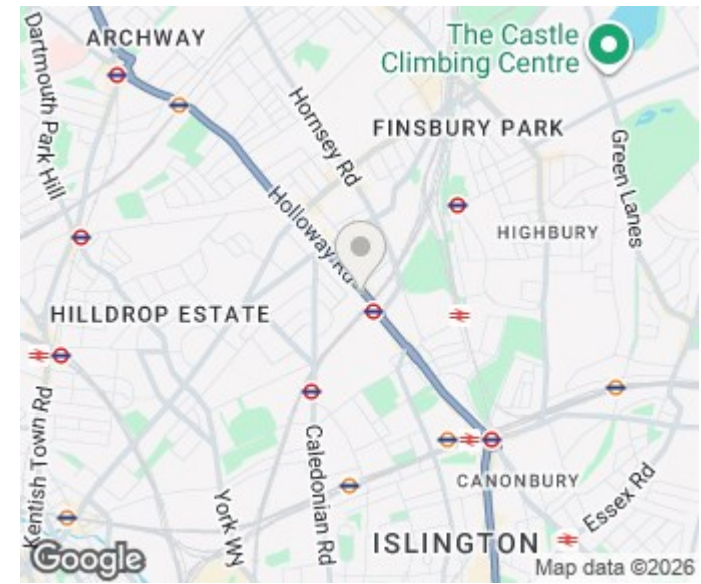 ARCHWAY
The Castle
Climbing Centre
Dartmouth Park Hill
Hornsey Rd
FINSBURY PARK
Green Lanes
Holloway Rd
HIGHBURY
HILLDROP ESTATE
Kentish Town Rd
Caledonian Rd
York Wy
CANONBURY
Essex Rd
ISLINGTON
Google
Map data ©2026